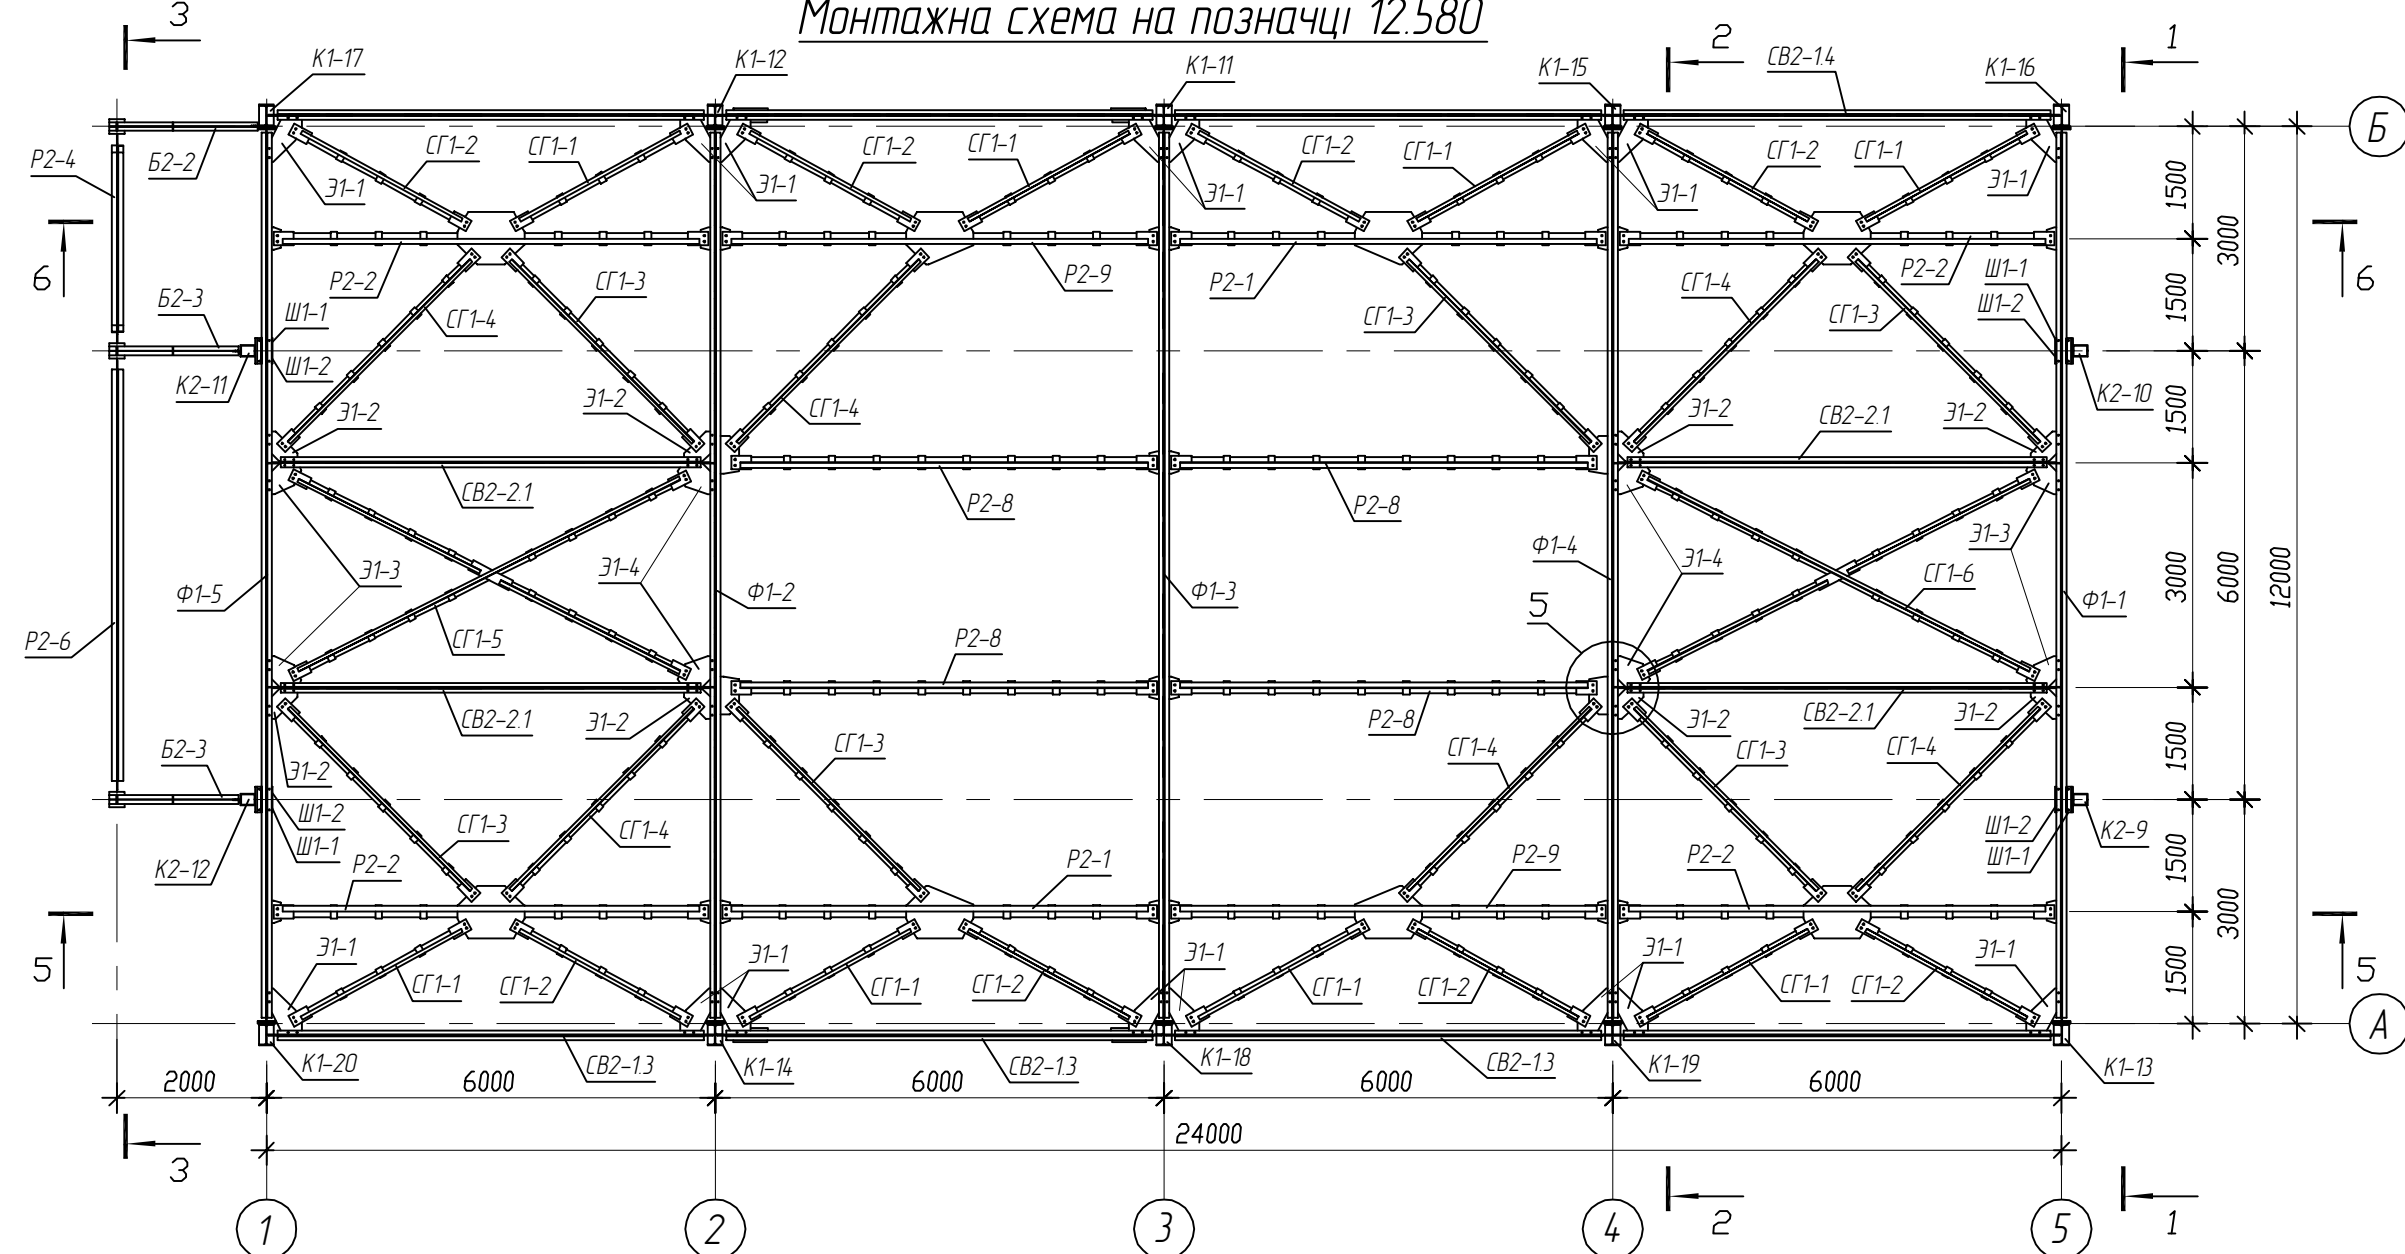 Монтажна схема на позначці 12.580
3
2
1
К1-17
К1-12
К1-11
К1-15
СВ2-1.4
К1-16
Б
Р2-4
Б2-2
Э1-1
СГ1-2
СГ1-1
Э1-1
СГ1-2
СГ1-1
Э1-1
СГ1-2
СГ1-1
Э1-1
СГ1-2
СГ1-1
Э1-1
1500
3000
12000
6
Б2-3
Ш1-1
Р2-2
СГ1-4
СГ1-3
Р2-9
Р2-1
СГ1-3
СГ1-4
СГ1-3
Р2-2
Ш1-1
Ш1-2
1500
6
К2-11
Ш1-2
Э1-2
Э1-2
СГ1-4
Э1-2
СВ2-2.1
Э1-2
К2-10
1500
СВ2-2.1
Р2-8
Р2-8
Ф1-5
Э1-3
Э1-4
Ф1-2
Ф1-3
Ф1-4
Э1-4
СГ1-6
Э1-3
Ф1-1
3000
6000
5
Р2-6
СГ1-5
Р2-8
Р2-8
СВ2-2.1
Э1-2
Э1-2
СВ2-2.1
Э1-2
Б2-3
Э1-2
СГ1-3
СГ1-4
СГ1-3
СГ1-4
1500
К2-12
Ш1-2
Ш1-1
СГ1-3
СГ1-4
Р2-2
Р2-1
Р2-9
Р2-2
Ш1-2
Ш1-1
К2-9
1500
3000
5
Э1-1
СГ1-1
СГ1-2
Э1-1
СГ1-1
СГ1-2
Э1-1
СГ1-1
СГ1-2
Э1-1
СГ1-1
СГ1-2
Э1-1
1500
5
А
К1-20
СВ2-1.3
К1-14
СВ2-1.3
К1-18
СВ2-1.3
К1-19
К1-13
2000
6000
6000
6000
6000
24000
3
2
1
1
2
3
4
5